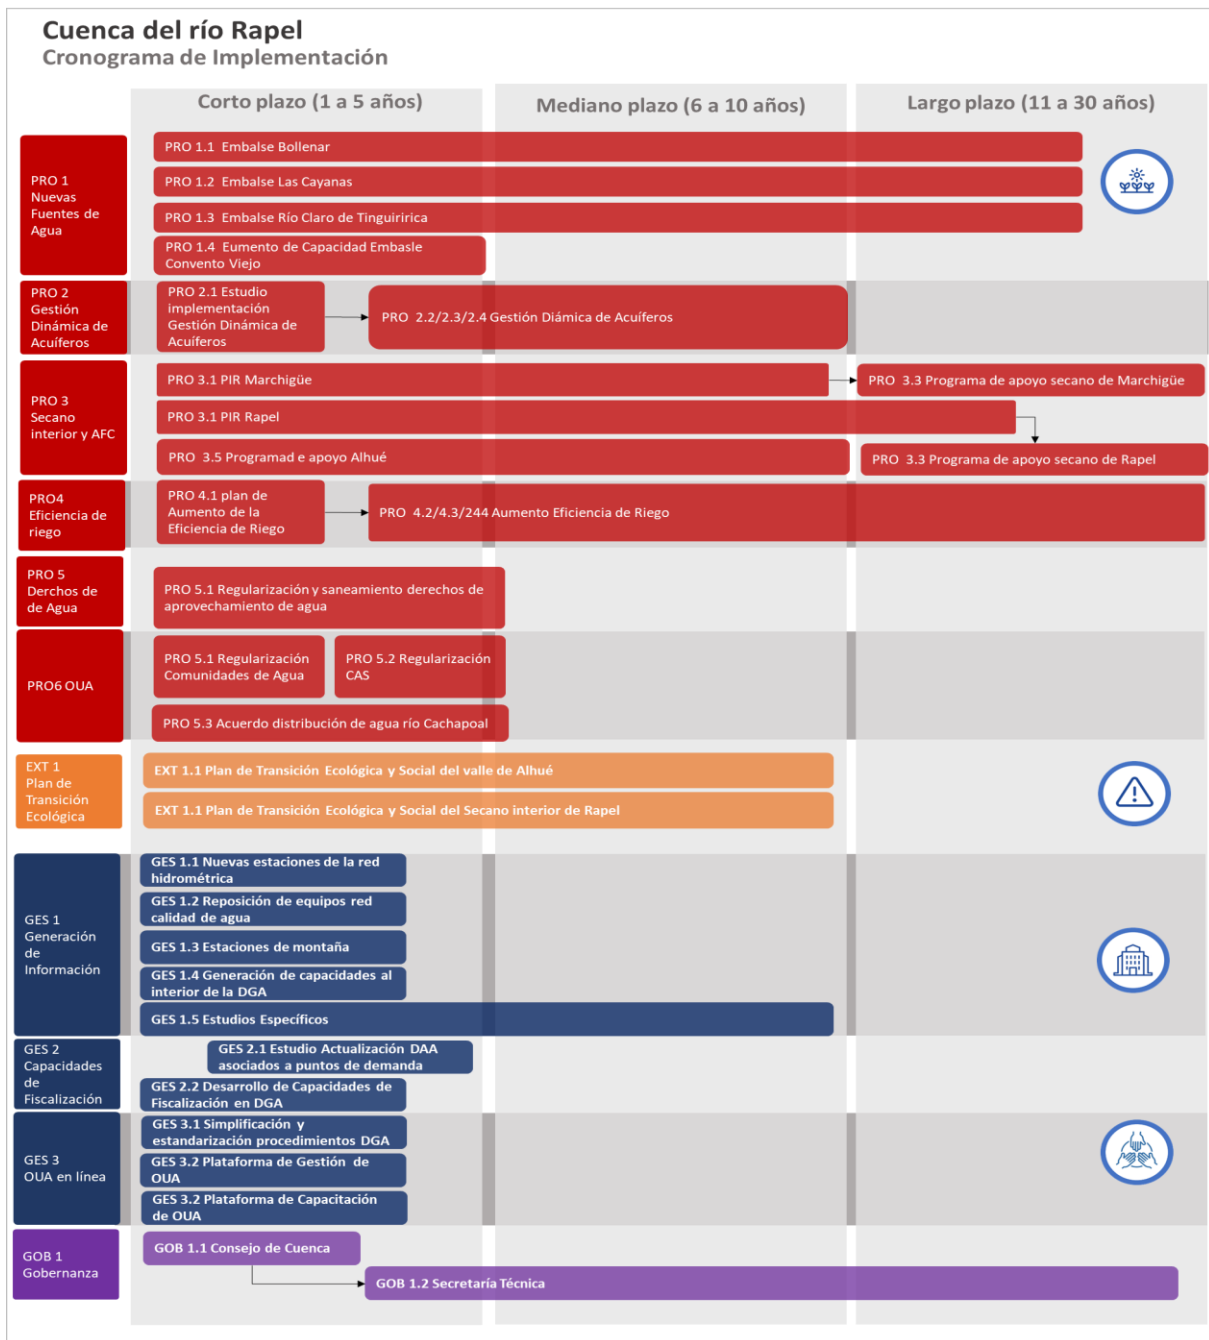 Cuenca del río Rapel
Cronograma de Implementación
Corto plazo (1 a 5 años)
Mediano plazo (6 a 10 años)
Largo plazo (11 a 30 años)
PRO 1
Nuevas
Fuentes de
Agua
PRO 1.1 Embalse Bollenar
PRO 1.2 Embalse Las Cayanas
PRO 1.3 Embalse Río Claro de Tinguiririca
PRO 1.4 Eumento de Capacidad Embasle
Convento Viejo
PRO 2
Gestión
Dinámica de
Acuíferos
PRO 2.1 Estudio
implementación
Gestión Dinámica de
Acuíferos
PRO 2.2/2.3/2.4 Gestión Diámica de Acuíferos
PRO 3
Secano
interior y AFC
PRO 3.1 PIR Marchigüe
PRO 3.3 Programa de apoyo secano de Marchigüe
PRO 3.1 PIR Rapel
PRO 3.5 Programad e apoyo Alhué
PRO 3.3 Programa de apoyo secano de Rapel
PRO4
Eficiencia de
riego
PRO 4.1 plan de
Aumento de la
Eficiencia de Riego
PRO 4.2/4.3/244 Aumento Eficiencia de Riego
PRO 5
Derchos de
de Agua
PRO 5.1 Regularización y saneamiento derechos de
aprovechamiento de agua
PRO6 OUA
PRO 5.1 Regularización
Comunidades de Agua
PRO 5.2 Regularización
CAS
PRO 5.3 Acuerdo distribución de agua río Cachapoal
EXT 1
Plan de
Transición
Ecológica
EXT 1.1 Plan de Transición Ecológica y Social del valle de Alhué
EXT 1.1 Plan de Transición Ecológica y Social del Secano interior de Rapel
GES 1
Generación
de
Información
GES 1.1 Nuevas estaciones de la red
hidrométrica
GES 1.2 Reposición de equipos red
calidad de agua
GES 1.3 Estaciones de montaña
GES 1.4 Generación de capacidades al
interior de la DGA
GES 1.5 Estudios Específicos
GES 2
Capacidades
de
Fiscalización
GES 2.1 Estudio Actualización DAA
asociados a puntos de demanda
GES 2.2 Desarrollo de Capacidades de
Fiscalización en DGA
GES 3
OUA en línea
GES 3.1 Simplificación y
estandarización procedimientos DGA
GES 3.2 Plataforma de Gestión de
OUA
GES 3.2 Plataforma de Capacitación
de OUA
GOB 1
Gobernanza
GOB 1.1 Consejo de Cuenca
GOB 1.2 Secretaría Técnica